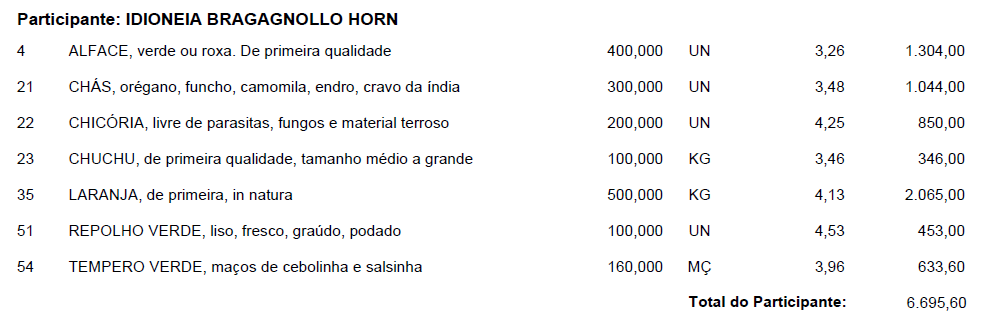 Participante: IDIONEIA BRAGAGNOLLO HORN
4 ALFACE, verde ou roxa. De primeira qualidade 400,000 UN 3,26 1.304,00
21 CHÁS, orégano, funcho, camomila, endro, cravo da índia 300,000 UN 3,48 1.044,00
22 CHICÓRIA, livre de parasitas, fungos e material terroso 200,000 UN 4,25 850,00
23 CHUCHU, de primeira qualidade, tamanho médio a grande 100,000 KG 3,46 346,00
35 LARANJA, de primeira, in natura 500,000 KG 4,13 2.065,00
51 REPOLHO VERDE, liso, fresco, graúdo, podado 100,000 UN 4,53 453,00
54 TEMPERO VERDE, maços de cebolinha e salsinha 160,000 MÇ 3,96 633,60
Total do Participante: 6.695,60